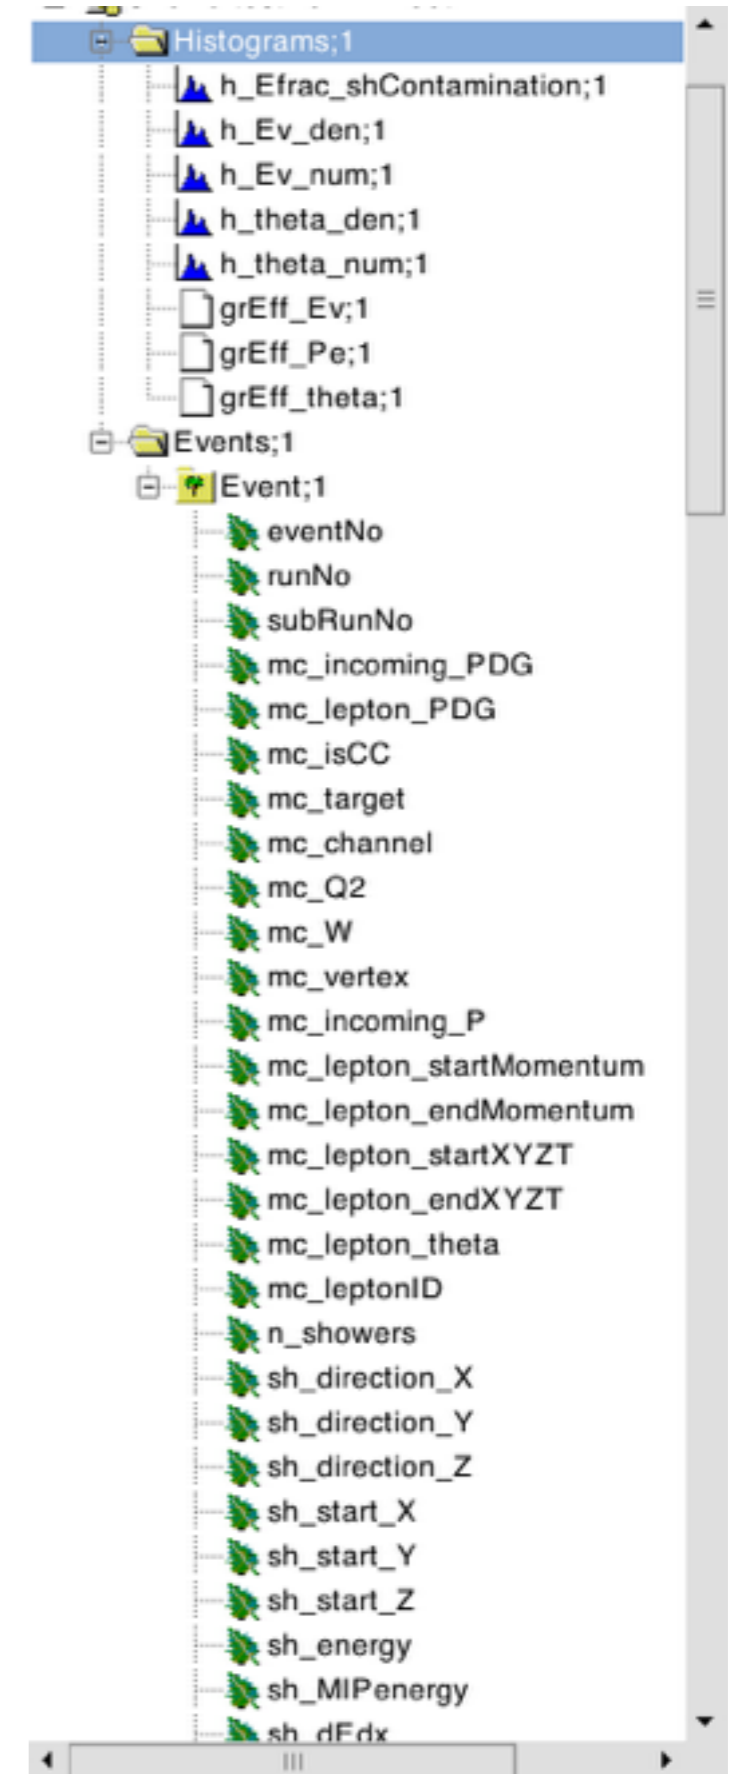 Histograms;1
h_Efrac_shContamination;1
h_Ev_den;1
h_Ev_num;1
h_theta_den;1
h_theta_num;1
grEff_Ev;1
grEff_Pe;1
grEff_theta;1
Events;1
Event;1
eventNo
runNo
subRunNo
mc_incoming_PDG
mc_lepton_PDG
mc_isCC
mc_target
mc_channel
mc_Q2
mc_W
mc_vertex
mc_incoming_P
mc_lepton_startMomentum
mc_lepton_endMomentum
mc_lepton_startXYZT
mc_lepton_endXYZT
mc_lepton_theta
mc_leptonID
n_showers
sh_direction_X
sh_direction_Y
sh_direction_Z
sh_start_X
sh_start_Y
sh_start_Z
sh_energy
sh_MIPenergy
sh_dEdx